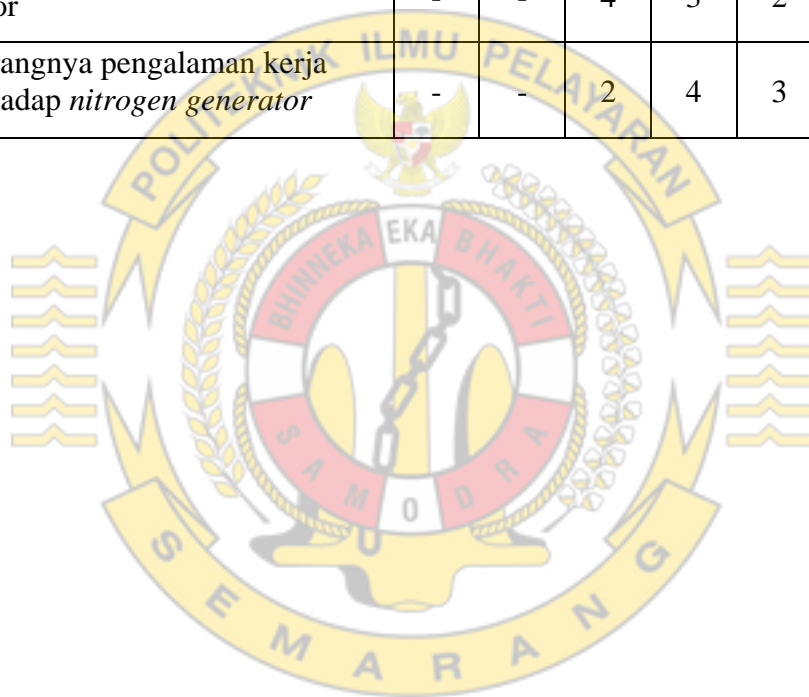 or - - 4 3 2
angnya pengalaman kerja
adap nitrogen generator - - 2 4 3
POLITEKNIK ILMU PELAYARAN
BHINNEKA EKA BHAKTI
SAMODRA
SEMARANG